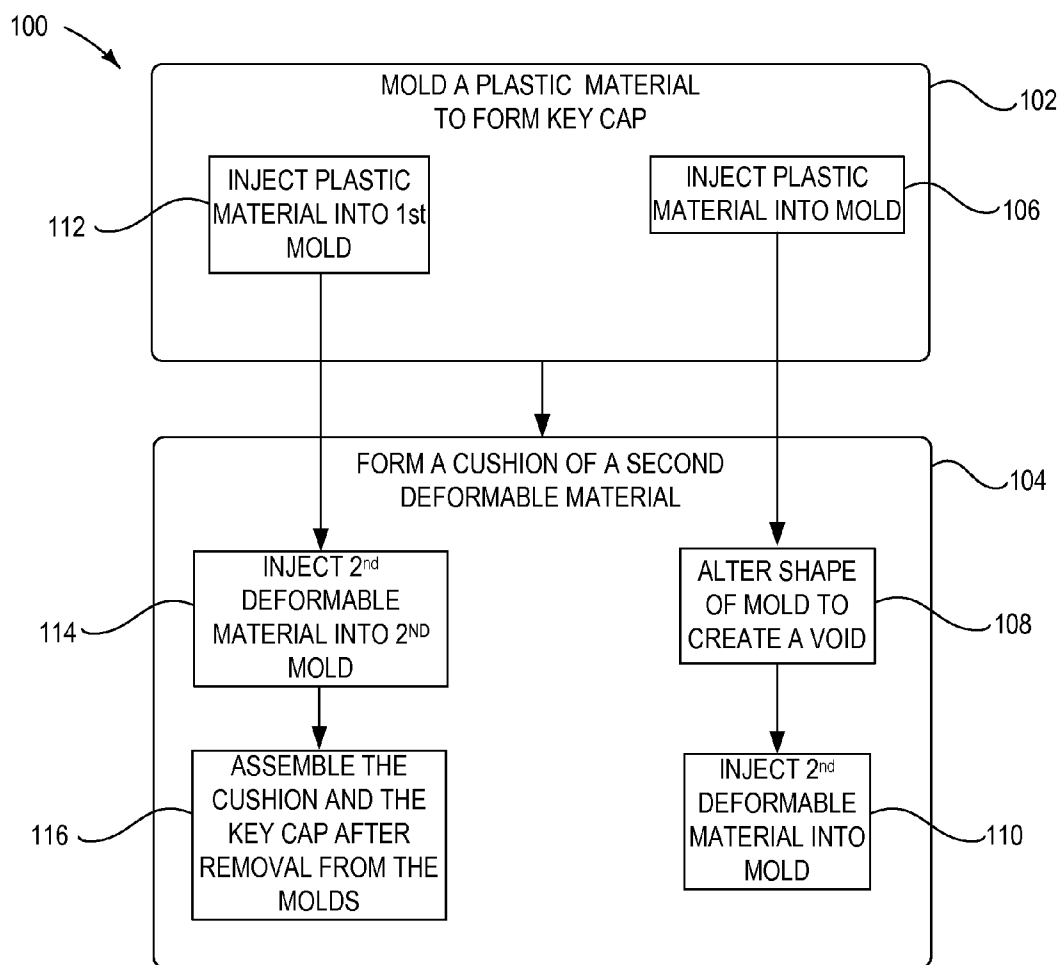 100
MOLD A PLASTIC MATERIAL
TO FORM KEY CAP
102
INJECT PLASTIC
MATERIAL INTO 1st
MOLD
112
INJECT PLASTIC
MATERIAL INTO MOLD
106
FORM A CUSHION OF A SECOND
DEFORMABLE MATERIAL
104
INJECT 2nd
DEFORMABLE
MATERIAL INTO 2ND
MOLD
114
ALTER SHAPE
OF MOLD TO
CREATE A VOID
108
ASSEMBLE THE
CUSHION AND THE
KEY CAP AFTER
REMOVAL FROM THE
MOLDS
116
INJECT 2nd
DEFORMABLE
MATERIAL INTO
MOLD
110